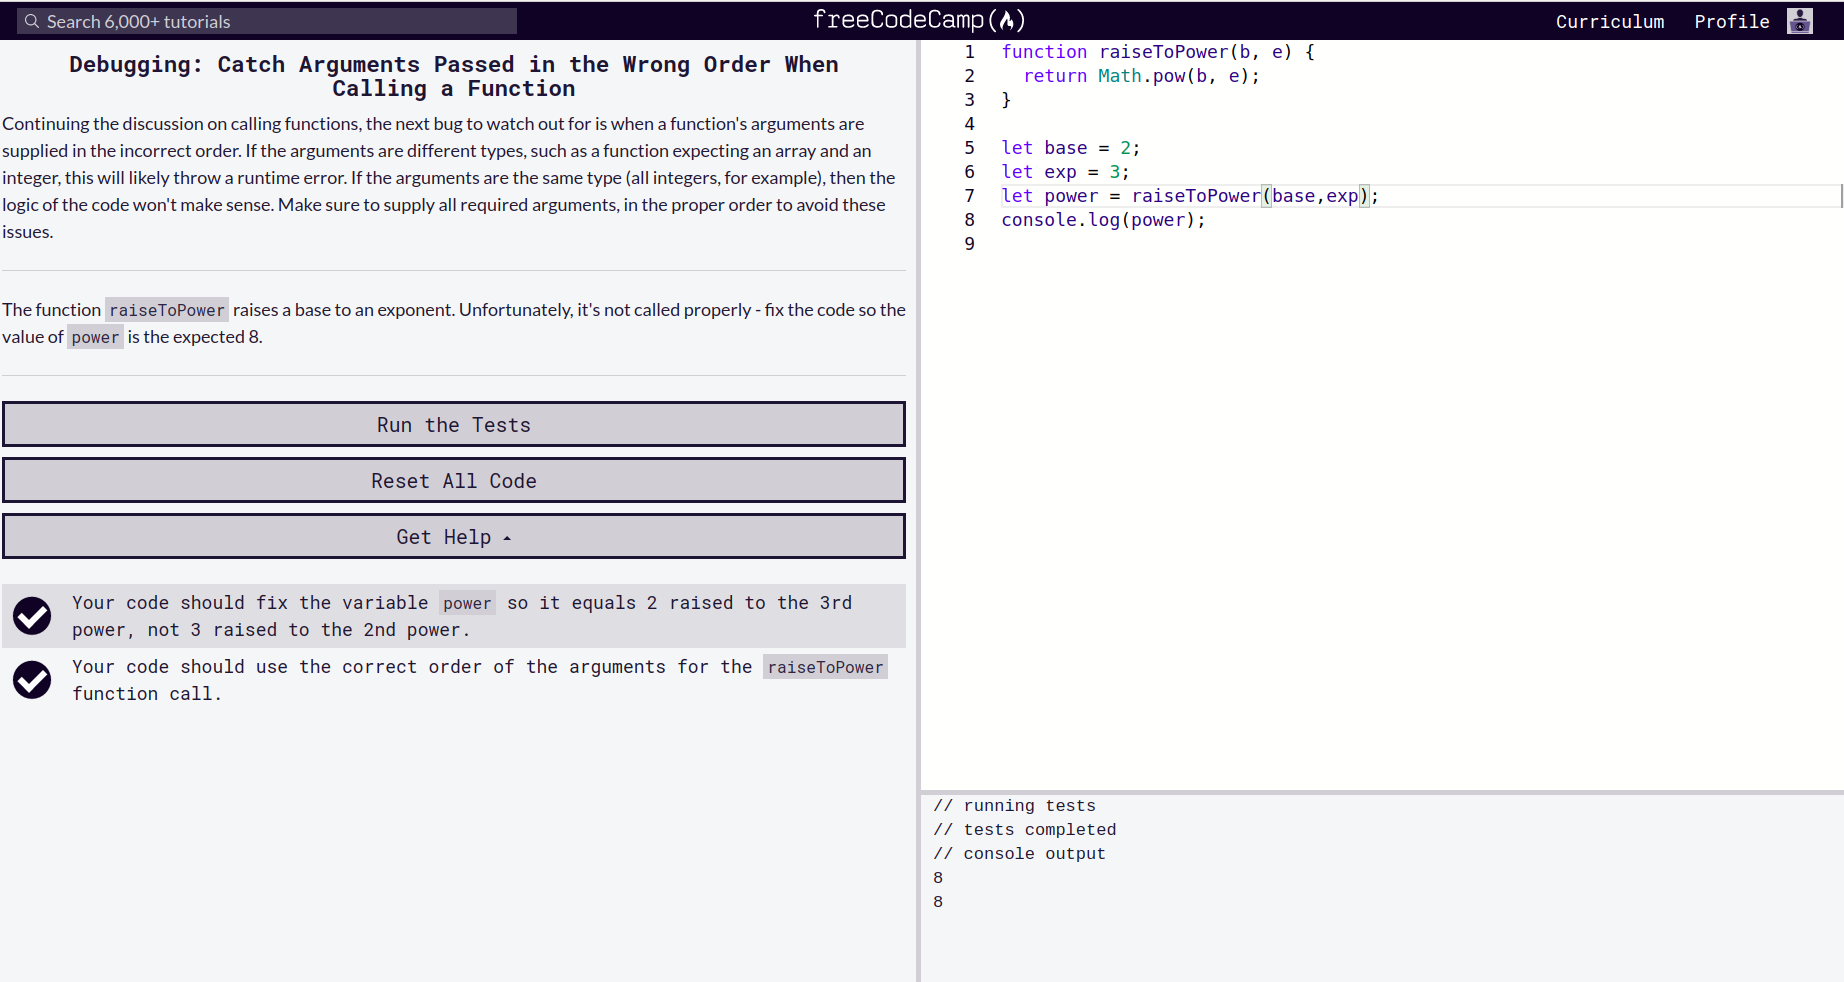 Search 6,000+ tutorials
freeCodeCamp
Curriculum
Profile
Debugging: Catch Arguments Passed in the Wrong Order When
Calling a Function
Continuing the discussion on calling functions, the next bug to watch out for is when a function's arguments are
supplied in the incorrect order. If the arguments are different types, such as a function expecting an array and an
integer, this will likely throw a runtime error. If the arguments are the same type (all integers, for example), then the
logic of the code won't make sense. Make sure to supply all required arguments, in the proper order to avoid these
issues.
The function raiseToPower raises a base to an exponent. Unfortunately, it's not called properly - fix the code so the
value of power is the expected 8.
Run the Tests
Reset All Code
Get Help
Your code should fix the variable power so it equals 2 raised to the 3rd
power, not 3 raised to the 2nd power.
Your code should use the correct order of the arguments for the raiseToPower
function call.
1 function raiseToPower(b, e) {
2   return Math.pow(b, e);
3 }
4
5 let base = 2;
6 let exp = 3;
7 let power = raiseToPower(base,exp);
8 console.log(power);
9
// running tests
// tests completed
// console output
8
8